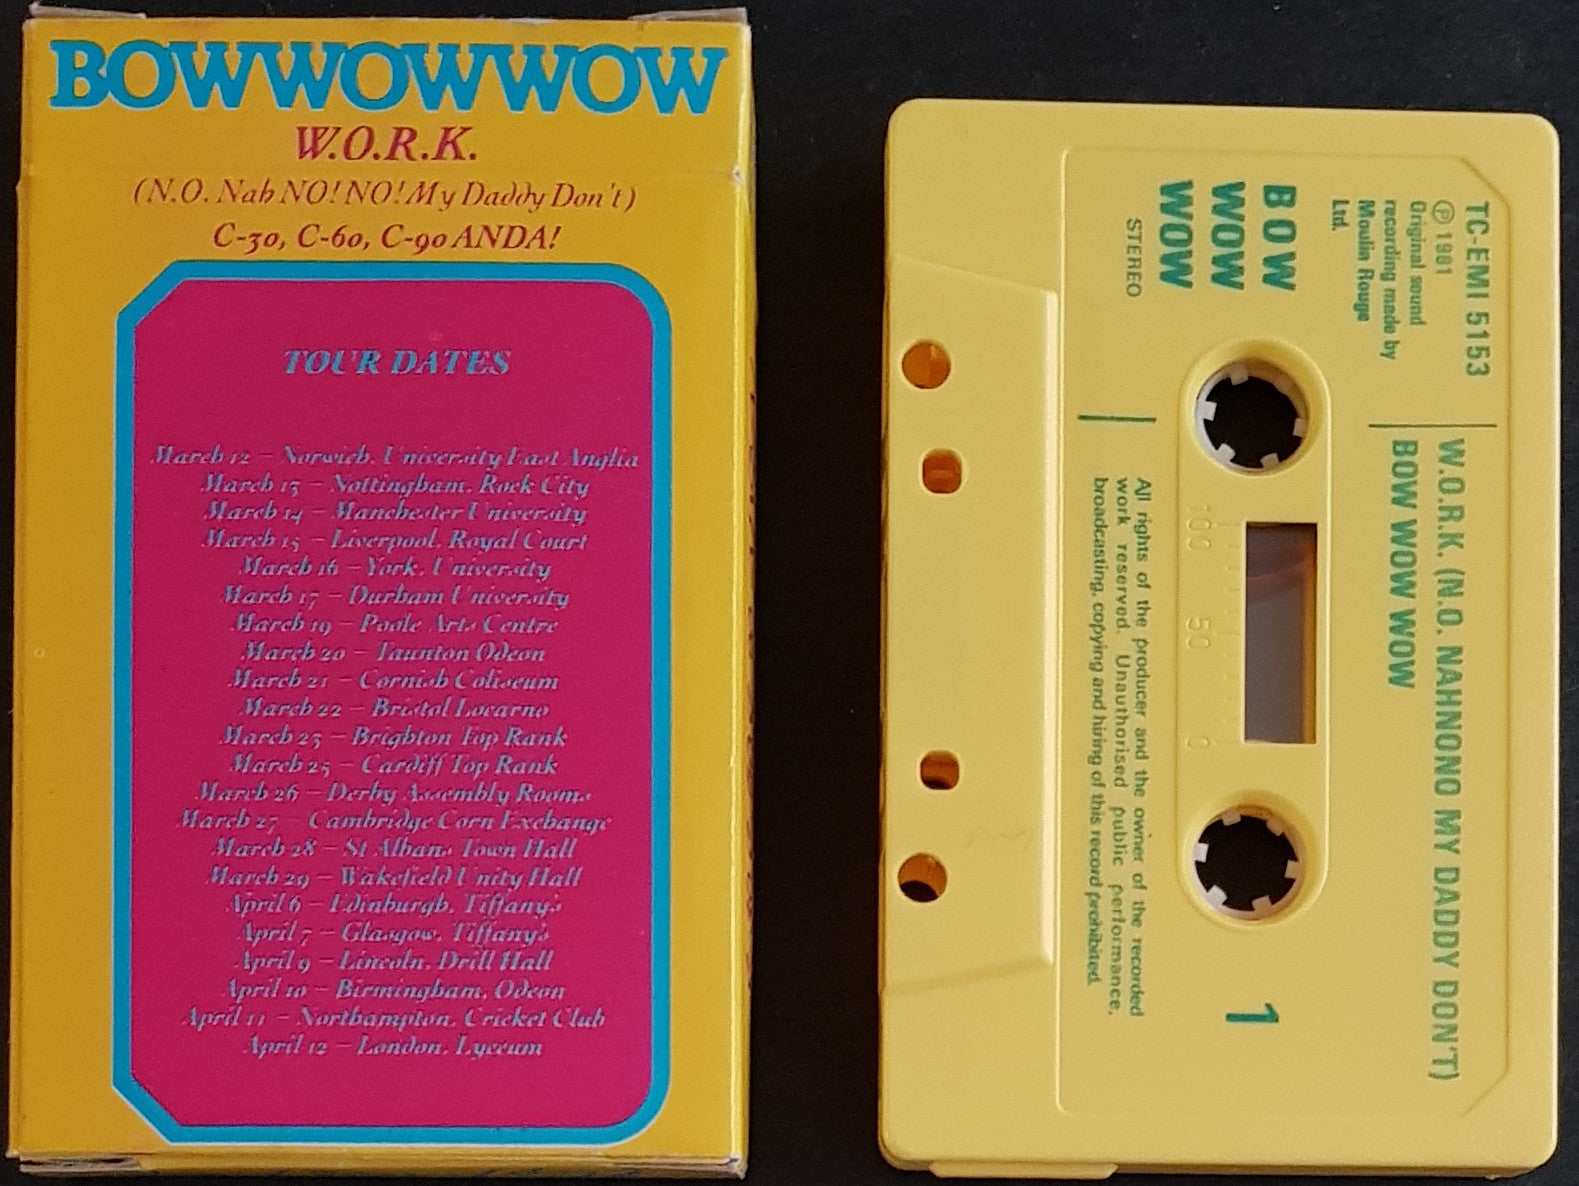 BOWWOWWOW
W.O.R.K.
(N.O. Nah NO! NO! My Daddy Don't)
C-30, C-60, C-90 ANDA!
TOUR DATES
March 12 – Norwich, University East Anglia
March 13 – Nottingham, Rock City
March 14 – Manchester University
March 15 – Liverpool, Royal Court
March 16 – York, University
March 17 – Durham University
March 19 – Poole Arts Centre
March 20 – Taunton Odeon
March 21 – Cornish Coliseum
March 22 – Bristol Locarno
March 23 – Brighton Top Rank
March 25 – Cardiff Top Rank
March 26 – Derby Assembly Rooms
March 27 – Cambridge Corn Exchange
March 28 – St Albans Town Hall
March 29 – Wakefield Unity Hall
April 6 – Edinburgh, Tiffany's
April 7 – Glasgow, Tiffany's
April 9 – Lincoln, Drill Hall
April 10 – Birmingham, Odeon
April 11 – Northampton, Cricket Club
April 12 – London, Lyceum
TC-EMI 5153
Ⓟ 1981
Original sound
recording made by
Moulin Rouge
Ltd.
W.O.R.K. (N.O. NAHNONO MY DADDY DON'T)
BOW WOW WOW
BOW
WOW
WOW
STEREO
1
100 50 0
All rights of the producer and the owner of the recorded
work reserved. Unauthorised public performance,
broadcasting, copying and hiring of this record prohibited.